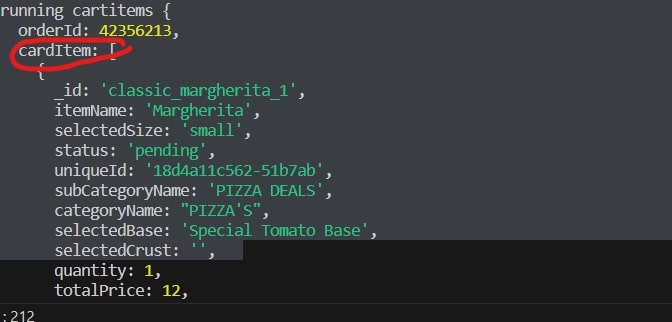 running cartitems {
orderId: 42356213,
cardItem: [
{
_id: 'classic_margherita_1',
itemName: 'Margherita',
selectedSize: 'small',
status: 'pending',
uniqueId: '18d4a11c562-51b7ab',
subCategoryName: 'PIZZA DEALS',
categoryName: "PIZZA'S",
selectedBase: 'Special Tomato Base',
selectedCrust: '',
quantity: 1,
totalPrice: 12,
:212